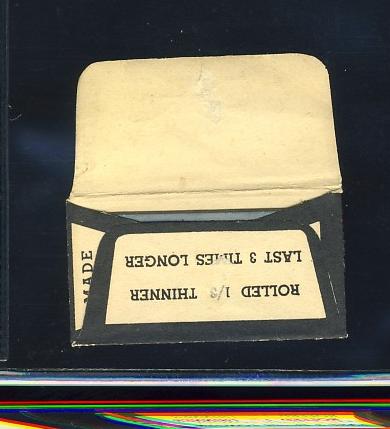 ROLLED 1/3 THINNER
LAST 3 TIMES LONGER
MADE